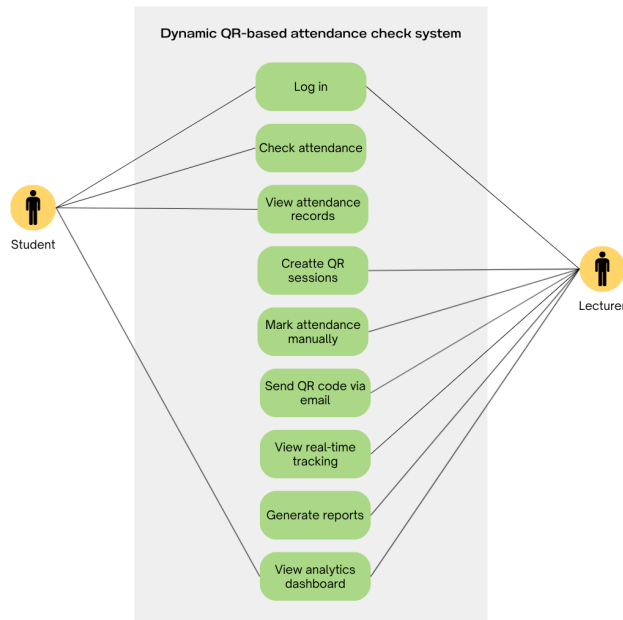 Dynamic QR-based attendance check system
Log in
Check attendance
View attendance
records
Student
Creatte QR
sessions
Lecturer
Mark attendance
manually
Send QR code via
email
View real-time
tracking
Generate reports
View analytics
dashboard